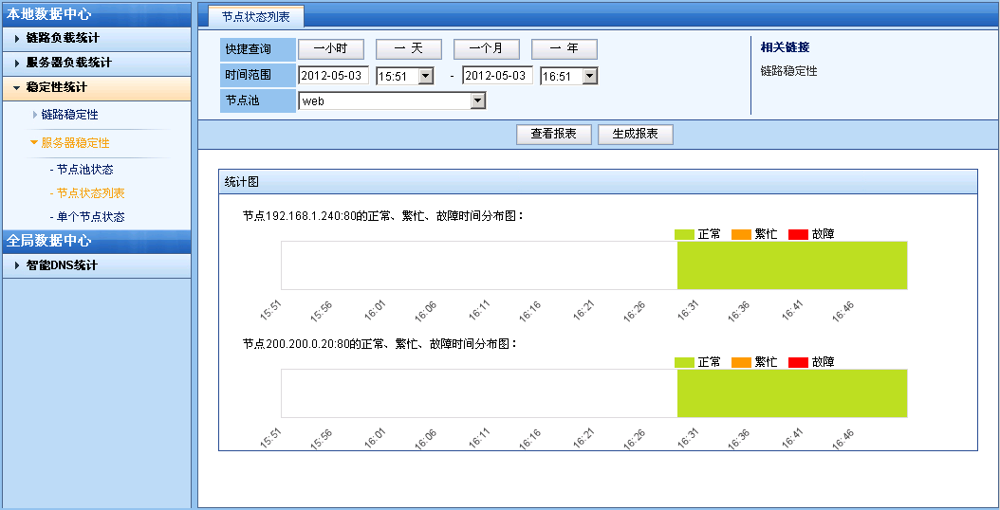 本地数据中心
链路负载统计
服务器负载统计
稳定性统计
链路稳定性
服务器稳定性
- 节点池状态
- 节点状态列表
- 单个节点状态
全局数据中心
智能DNS统计
节点状态列表
快捷查询 一小时 一 天 一个月 一 年
时间范围 2012-05-03 15:51 - 2012-05-03 16:51
节点池 web
相关链接
链路稳定性
查看报表 生成报表
统计图
节点192.168.1.240:80的正常、繁忙、故障时间分布图：
正常 繁忙 故障
15:51 15:56 16:01 16:06 16:11 16:16 16:21 16:26 16:31 16:36 16:41 16:46
节点200.200.0.20:80的正常、繁忙、故障时间分布图：
正常 繁忙 故障
15:51 15:56 16:01 16:06 16:11 16:16 16:21 16:26 16:31 16:36 16:41 16:46